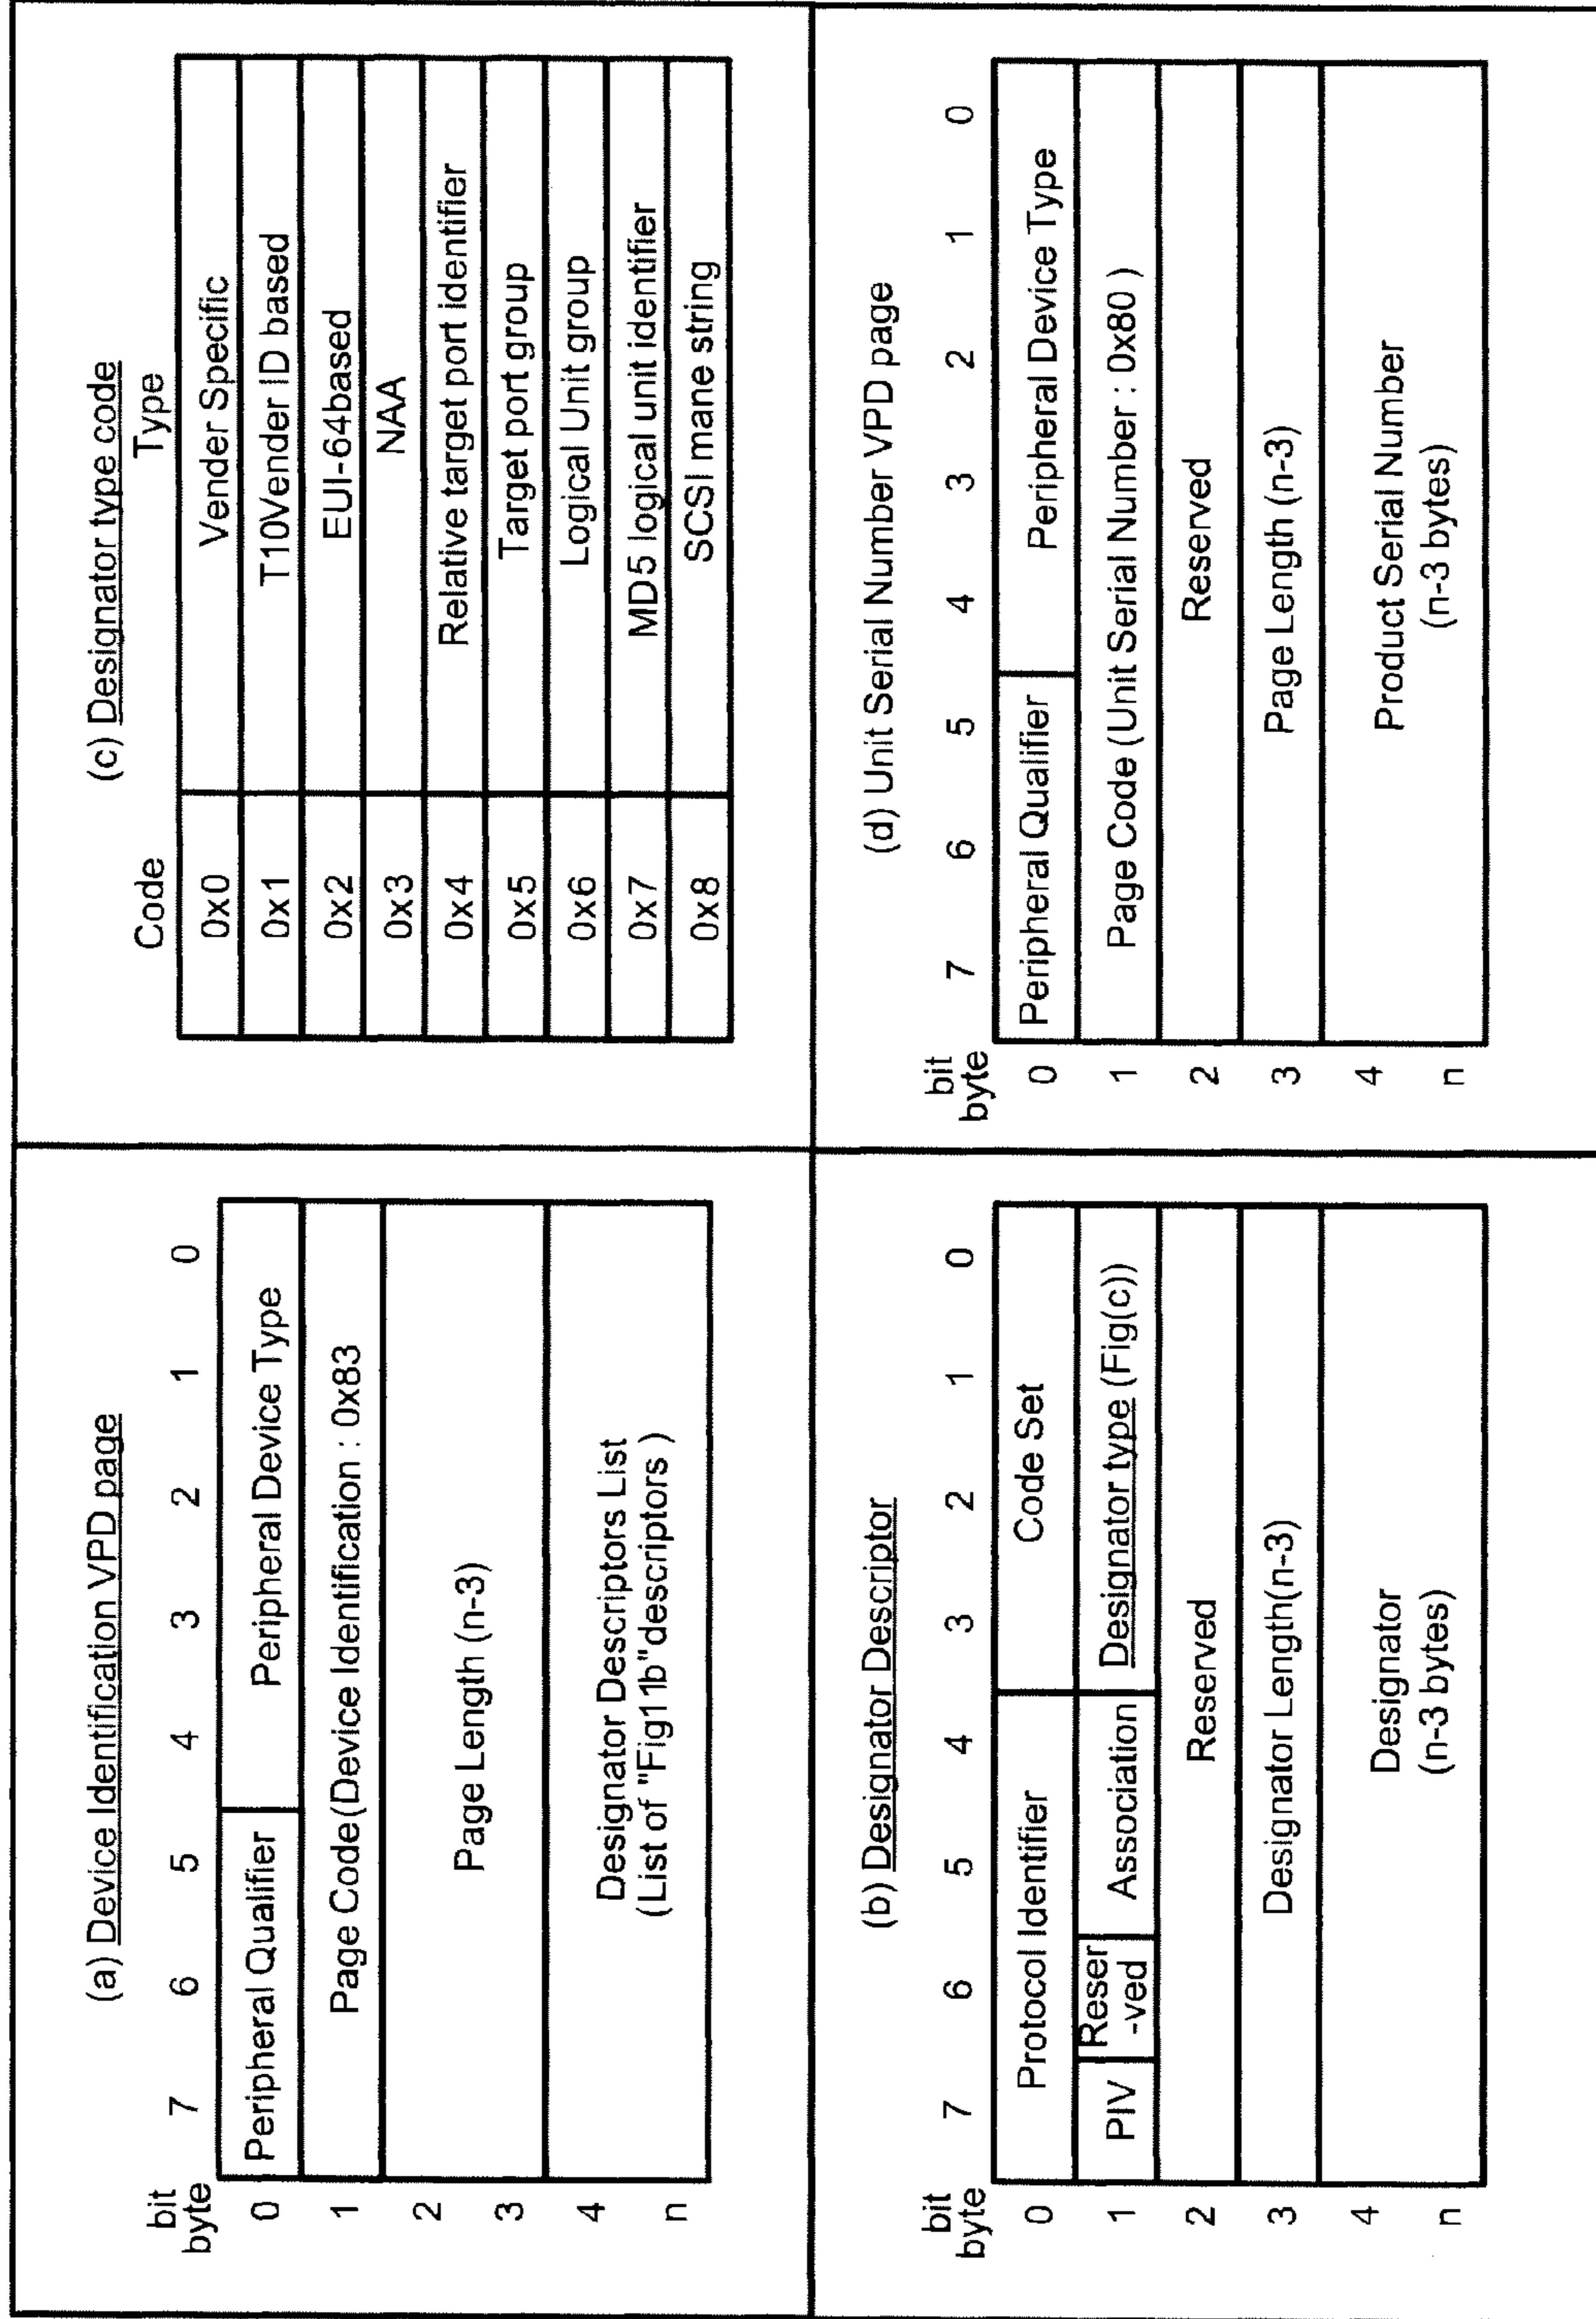 (a) Device Identification VPD page
bit 7 6 5 4 3 2 1 0
byte
0 Peripheral Qualifier Peripheral Device Type
1 Page Code(Device Identification : 0x83
2
Page Length (n-3)
3
4 Designator Descriptors List
(List of "Fig11b"descriptors )
n
(b) Designator Descriptor
bit 7 6 5 4 3 2 1 0
byte
0 Protocol Identifier Code Set
1 PIV Reser
-ved Association Designator type (Fig(c))
2 Reserved
3 Designator Length(n-3)
4 Designator
n (n-3 bytes)
(c) Designator type code
Code Type
0x0 Vender Specific
0x1 T10Vender ID based
0x2 EUI-64based
0x3 NAA
0x4 Relative target port identifier
0x5 Target port group
0x6 Logical Unit group
0x7 MD5 logical unit identifier
0x8 SCSI mane string
(d) Unit Serial Number VPD page
bit 7 6 5 4 3 2 1 0
byte
0 Peripheral Qualifier Peripheral Device Type
1 Page Code (Unit Serial Number : 0x80 )
2 Reserved
3 Page Length (n-3)
4 Product Serial Number
n (n-3 bytes)